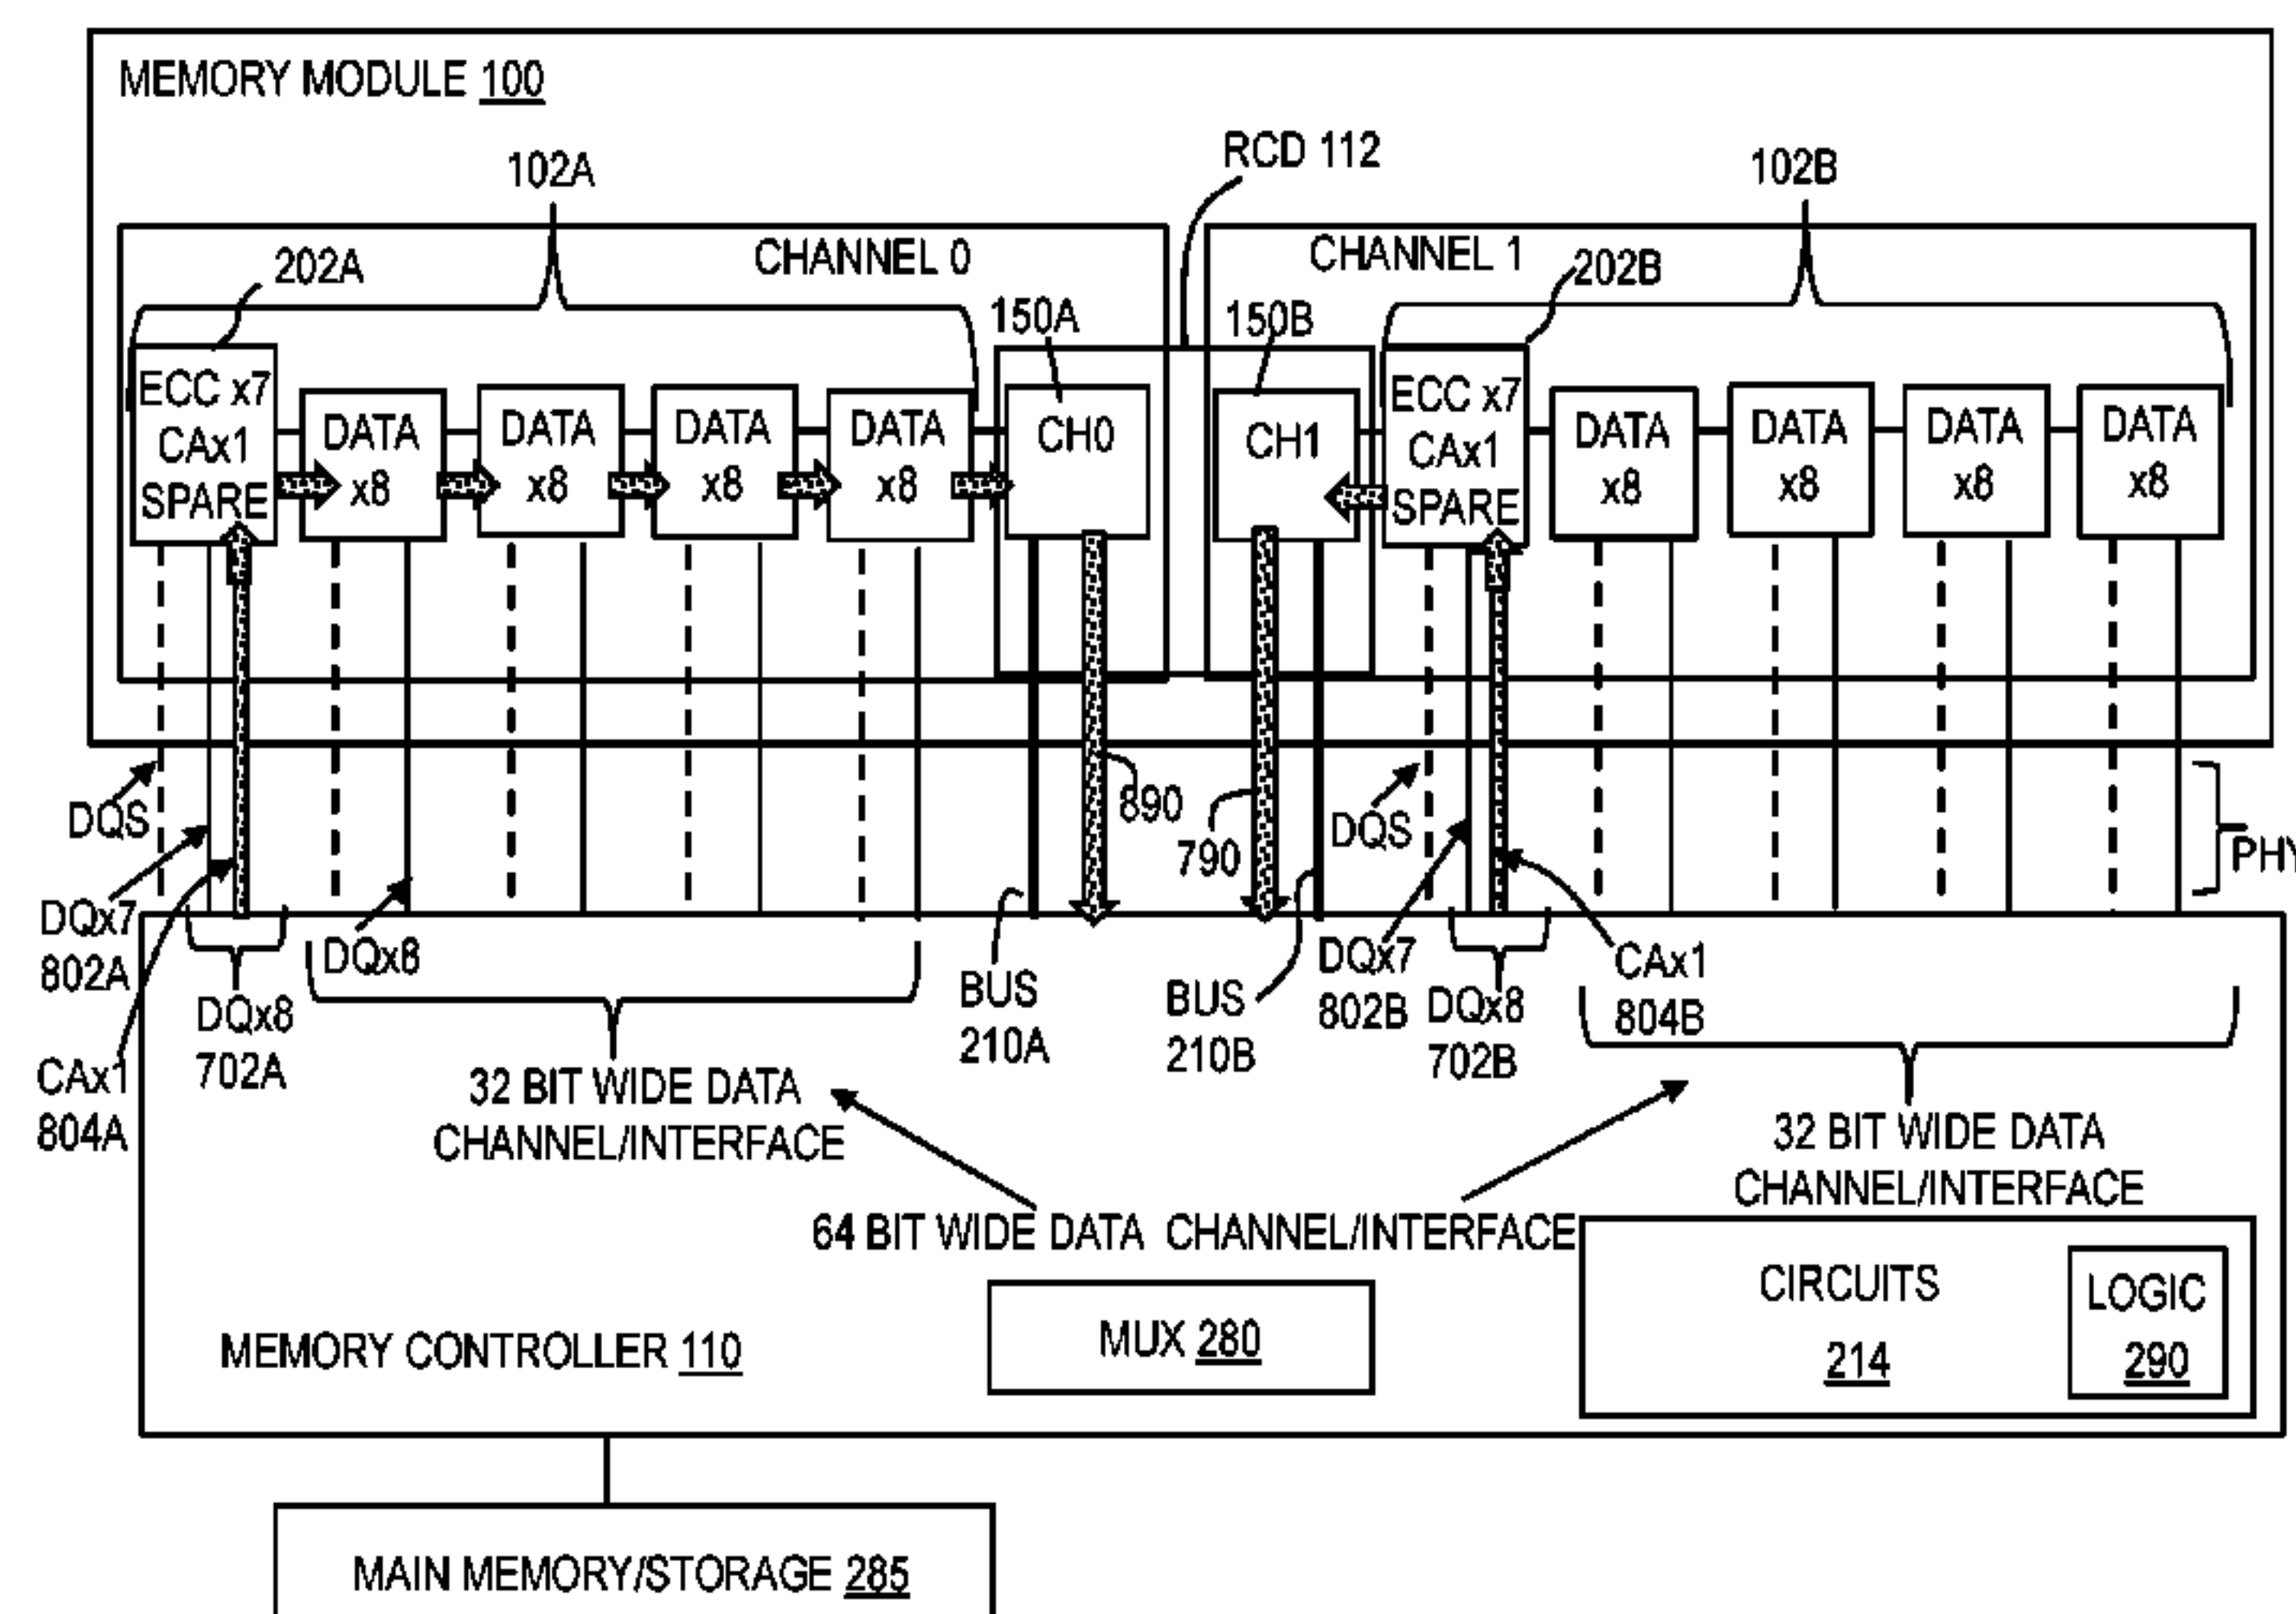 MEMORY MODULE 100
RCD 112
102A
102B
CHANNEL 0
CHANNEL 1
202A
202B
150A
150B
ECC x7
CAx1
SPARE
DATA
x8
DATA
x8
DATA
x8
DATA
x8
CH0
CH1
ECC x7
CAx1
SPARE
DATA
x8
DATA
x8
DATA
x8
DATA
x8
DQS
890
790
DQS
PHY
DQx7
802A
DQx8
702A
DQx8
CAx1
804A
BUS
210A
BUS
210B
DQx7
802B
DQx8
702B
CAx1
804B
32 BIT WIDE DATA
CHANNEL/INTERFACE
32 BIT WIDE DATA
CHANNEL/INTERFACE
64 BIT WIDE DATA CHANNEL/INTERFACE
MEMORY CONTROLLER 110
MUX 280
CIRCUITS
214
LOGIC
290
MAIN MEMORY/STORAGE 285